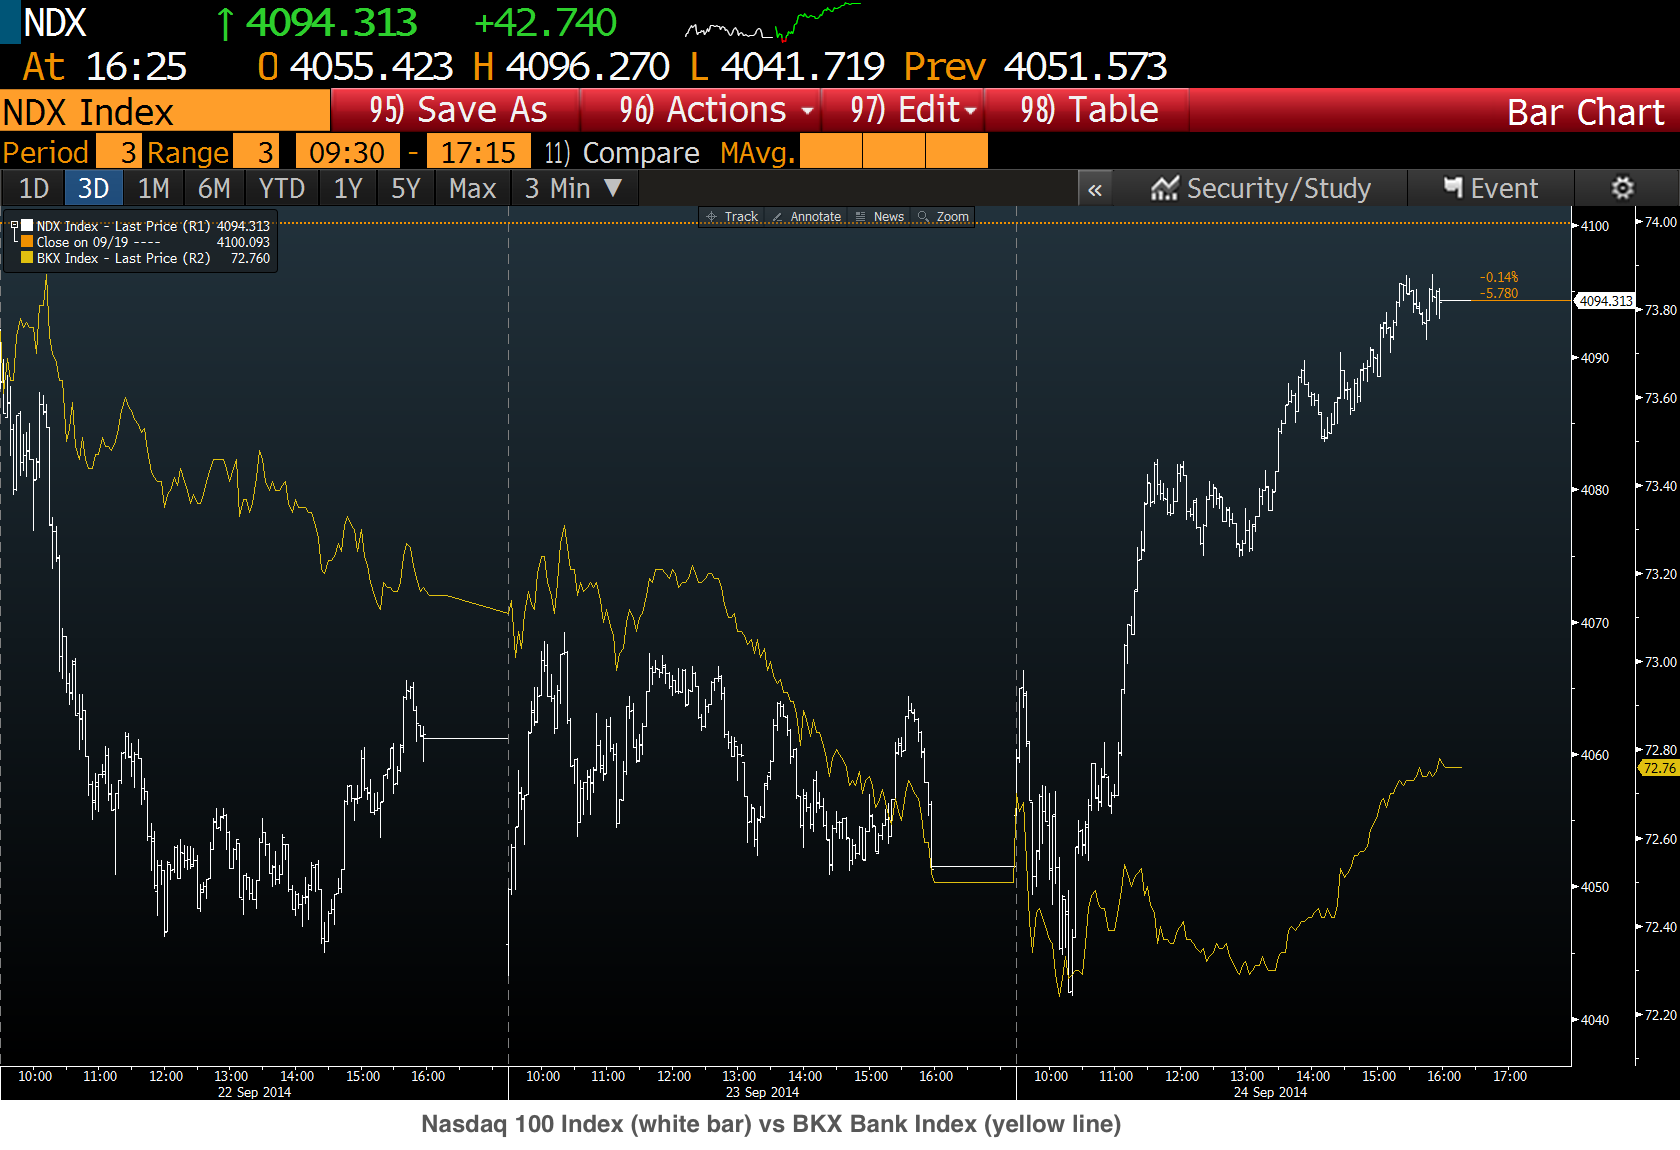 NDX ↑ 4094.313 +42.740
At 16:25 O 4055.423 H 4096.270 L 4041.719 Prev 4051.573
NDX Index 95) Save As 96) Actions 97) Edit 98) Table Bar Chart
Period 3 Range 3 09:30 - 17:15 11) Compare MAvg.
1D 3D 1M 6M YTD 1Y 5Y Max 3 Min ▼ « Security/Study Event
Track Annotate News Zoom
NDX Index - Last Price (R1) 4094.313
Close on 09/19 ---- 4100.093
BKX Index - Last Price (R2) 72.760
-0.14%
-5.780
4100
4094.313
4090
4080
4070
4060
4050
4040
74.00
73.80
73.60
73.40
73.20
73.00
72.80
72.76
72.60
72.40
72.20
10:00 11:00 12:00 13:00 14:00 15:00 16:00 10:00 11:00 12:00 13:00 14:00 15:00 16:00 10:00 11:00 12:00 13:00 14:00 15:00 16:00 17:00
22 Sep 2014 23 Sep 2014 24 Sep 2014
Nasdaq 100 Index (white bar) vs BKX Bank Index (yellow line)